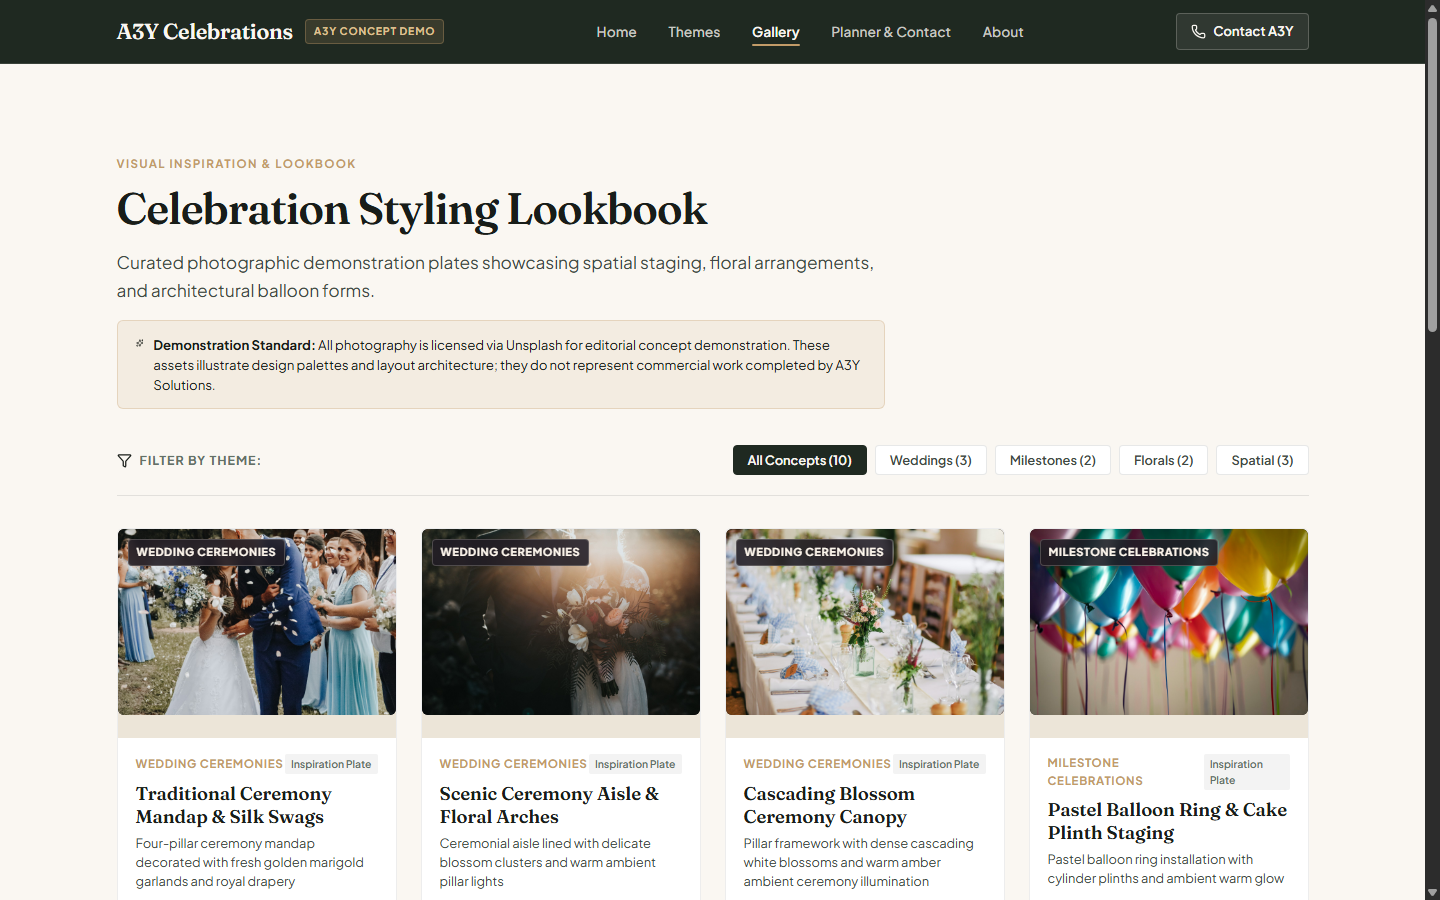 A3Y Celebrations
A3Y CONCEPT DEMO
Home
Themes
Gallery
Planner & Contact
About
Contact A3Y
VISUAL INSPIRATION & LOOKBOOK
Celebration Styling Lookbook
Curated photographic demonstration plates showcasing spatial staging, floral arrangements,
and architectural balloon forms.
Demonstration Standard: All photography is licensed via Unsplash for editorial concept demonstration. These
assets illustrate design palettes and layout architecture; they do not represent commercial work completed by A3Y
Solutions.
FILTER BY THEME:
All Concepts (10)
Weddings (3)
Milestones (2)
Florals (2)
Spatial (3)
WEDDING CEREMONIES
WEDDING CEREMONIES
Inspiration Plate
Traditional Ceremony
Mandap & Silk Swags
Four-pillar ceremony mandap
decorated with fresh golden marigold
garlands and royal drapery
WEDDING CEREMONIES
WEDDING CEREMONIES
Inspiration Plate
Scenic Ceremony Aisle &
Floral Arches
Ceremonial aisle lined with delicate
blossom clusters and warm ambient
pillar lights
WEDDING CEREMONIES
WEDDING CEREMONIES
Inspiration Plate
Cascading Blossom
Ceremony Canopy
Pillar framework with dense cascading
white blossoms and warm amber
ambient ceremony illumination
MILESTONE CELEBRATIONS
MILESTONE
CELEBRATIONS
Inspiration
Plate
Pastel Balloon Ring & Cake
Plinth Staging
Pastel balloon ring installation with
cylinder plinths and ambient warm glow